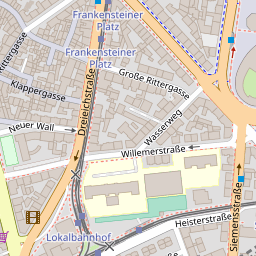 Frankensteiner
Platz
Frankensteiner
Platz
Rittergasse
Große Rittergasse
Klappergasse
Dreieichstraße
Wasserweg
Neuer Wall
Willemerstraße
Siemensstraße
Heisterstraße
Lokalbahnhof